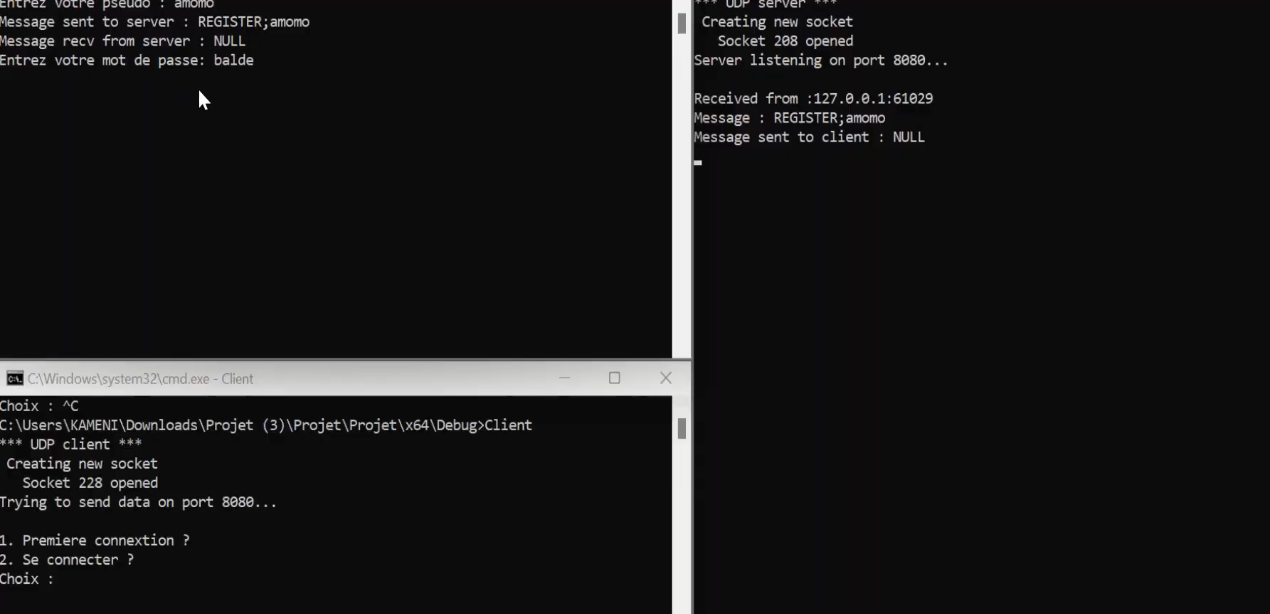 Entrez votre pseudo : amomo
Message sent to server : REGISTER;amomo
Message recv from server : NULL
Entrez votre mot de passe: balde
C:\Windows\system32\cmd.exe - Client
Choix : ^C
C:\Users\KAMENI\Downloads\Projet (3)\Projet\Projet\x64\Debug>Client
*** UDP client ***
Creating new socket
Socket 228 opened
Trying to send data on port 8080...
1. Premiere connextion ?
2. Se connecter ?
Choix :
*** UDP server ***
Creating new socket
Socket 208 opened
Server listening on port 8080...
Received from :127.0.0.1:61029
Message : REGISTER;amomo
Message sent to client : NULL